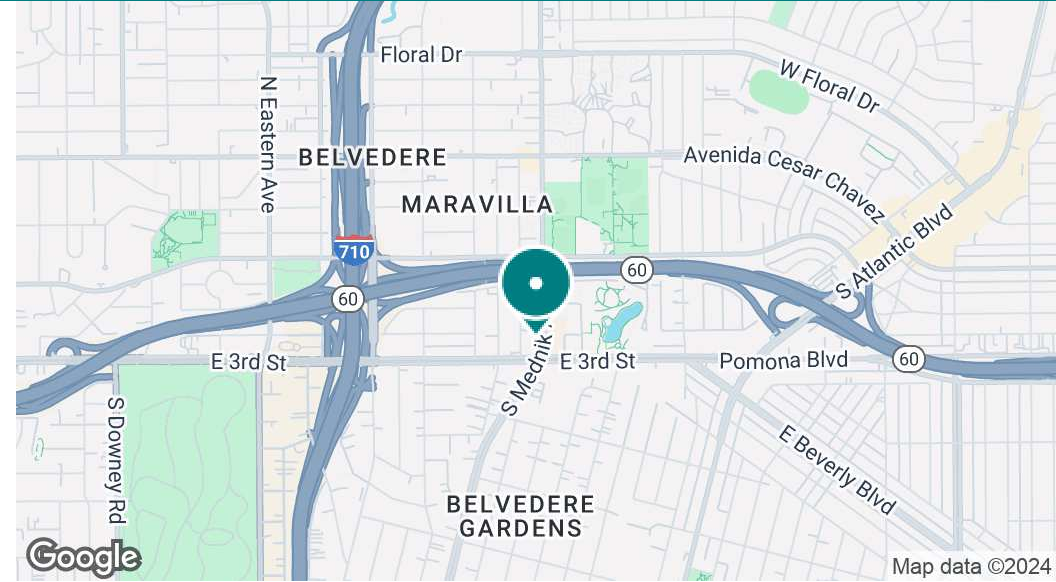 Floral Dr
W Floral Dr
N Eastern Ave
BELVEDERE
Avenida Cesar Chavez
MARAVILLA
S Atlantic Blvd
710
60
60
E 3rd St
S Mednik
E 3rd St
Pomona Blvd
60
S Downey Rd
E Beverly Blvd
BELVEDERE
GARDENS
Google
Map data ©2024